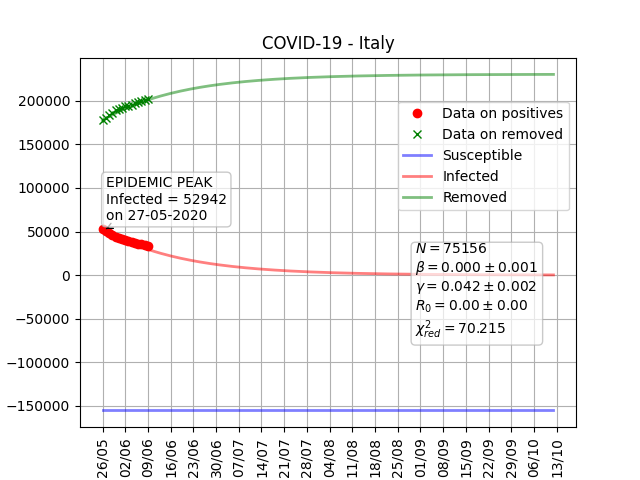 COVID-19 - Italy
200000
150000
100000
50000
0
−50000
−100000
−150000
Data on positives
Data on removed
Susceptible
Infected
Removed
EPIDEMIC PEAK
Infected = 52942
on 27-05-2020
N = 75156
β = 0.000 ± 0.001
γ = 0.042 ± 0.002
R₀ = 0.00 ± 0.00
χ²red = 70.215
26/05
02/06
09/06
16/06
23/06
30/06
07/07
14/07
21/07
28/07
04/08
11/08
18/08
25/08
01/09
08/09
15/09
22/09
29/09
06/10
13/10